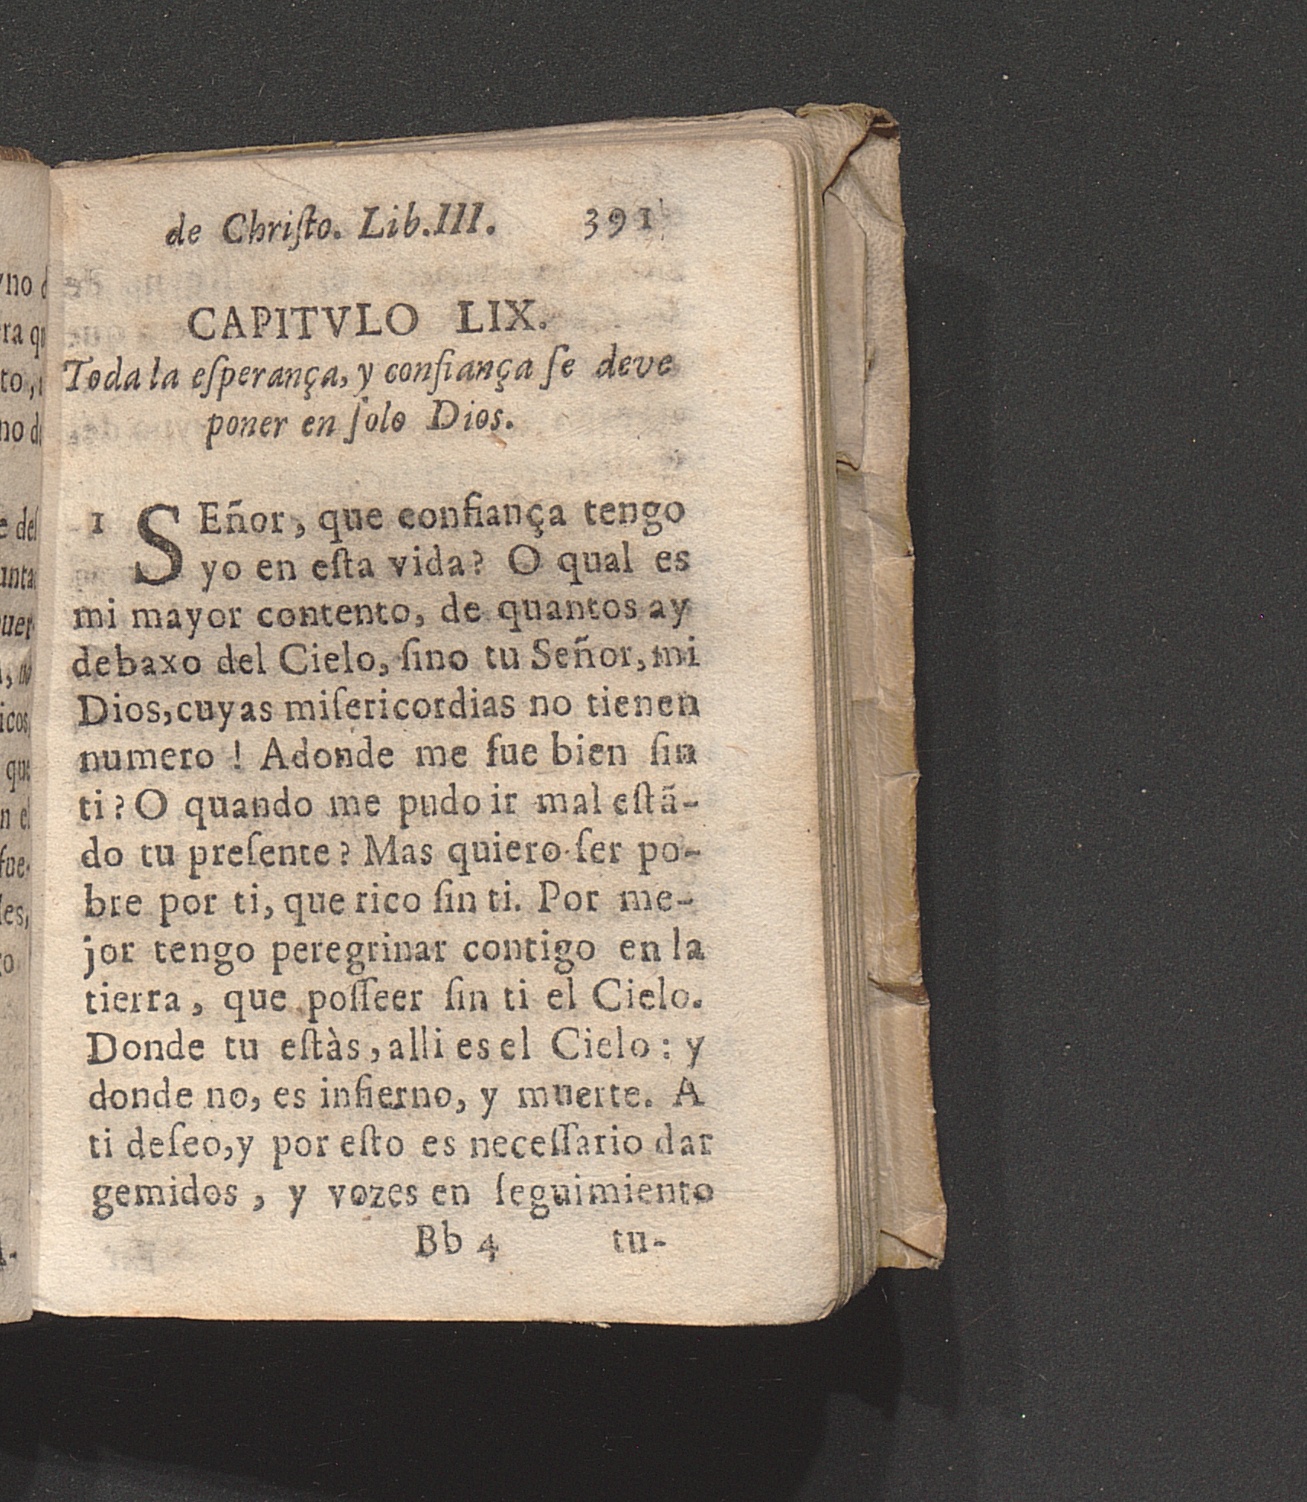 de Chriſto. Lib.III. 391
CAPITVLO LIX.
Toda la eſperança, y confiança ſe deve
poner en ſolo Dios.
1 SEñor, que confiança tengo
yo en eſta vida? O qual es
mi mayor contento, de quantos ay
debaxo del Cielo, ſino tu Señor, mi
Dios, cuyas miſericordias no tienen
numero! Adonde me fue bien ſin
ti? O quando me pudo ir mal eſtã-
do tu preſente? Mas quiero ſer po-
bre por ti, que rico ſin ti. Por me-
jor tengo peregrinar contigo en la
tierra, que poſſeer ſin ti el Cielo.
Donde tu eſtàs, alli es el Cielo: y
donde no, es infierno, y muerte. A
ti deſeo, y por eſto es neceſſario dar
gemidos, y vozes en ſeguimiento
Bb 4 tu-